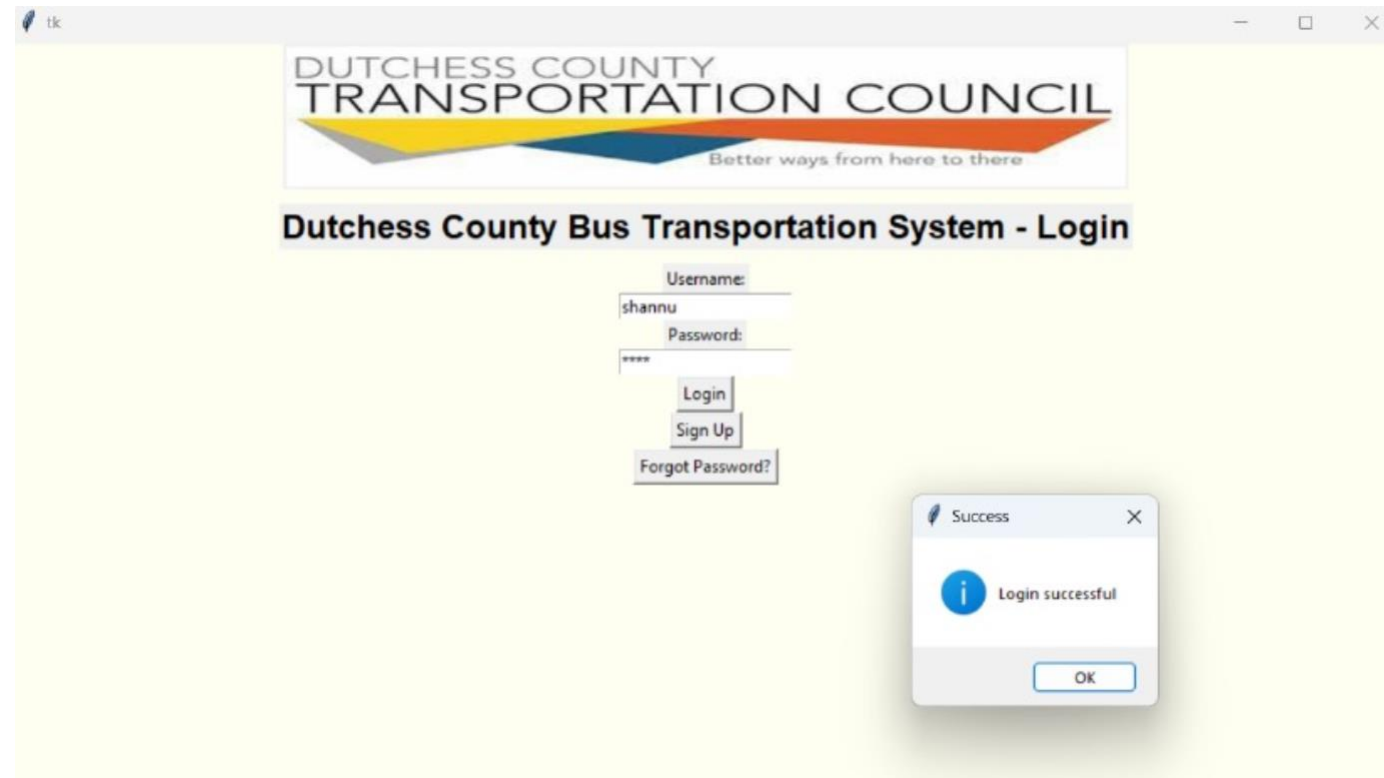 tk
DUTCHESS COUNTY
TRANSPORTATION COUNCIL
Better ways from here to there
Dutchess County Bus Transportation System - Login
Username:
shannu
Password:
****
Login
Sign Up
Forgot Password?
Success
i
Login successful
OK